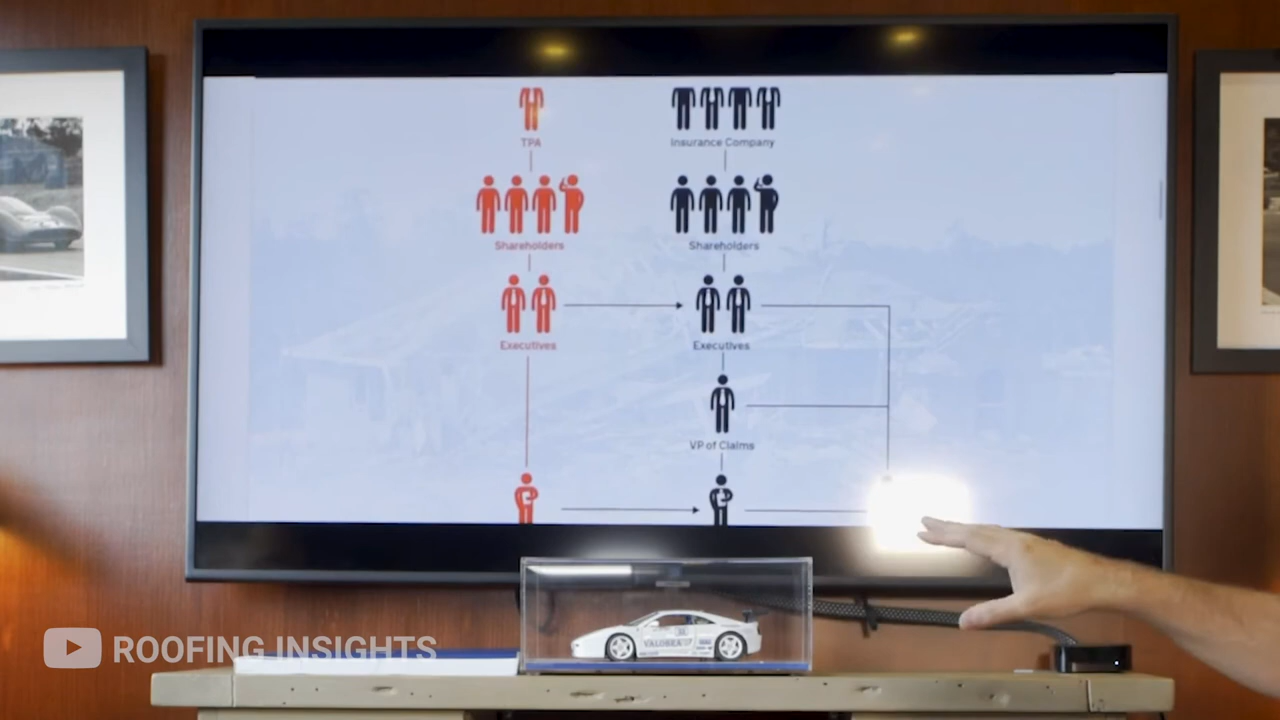 TPA
Insurance Company
Shareholders
Shareholders
Executives
Executives
VP of Claims
ROOFING INSIGHTS